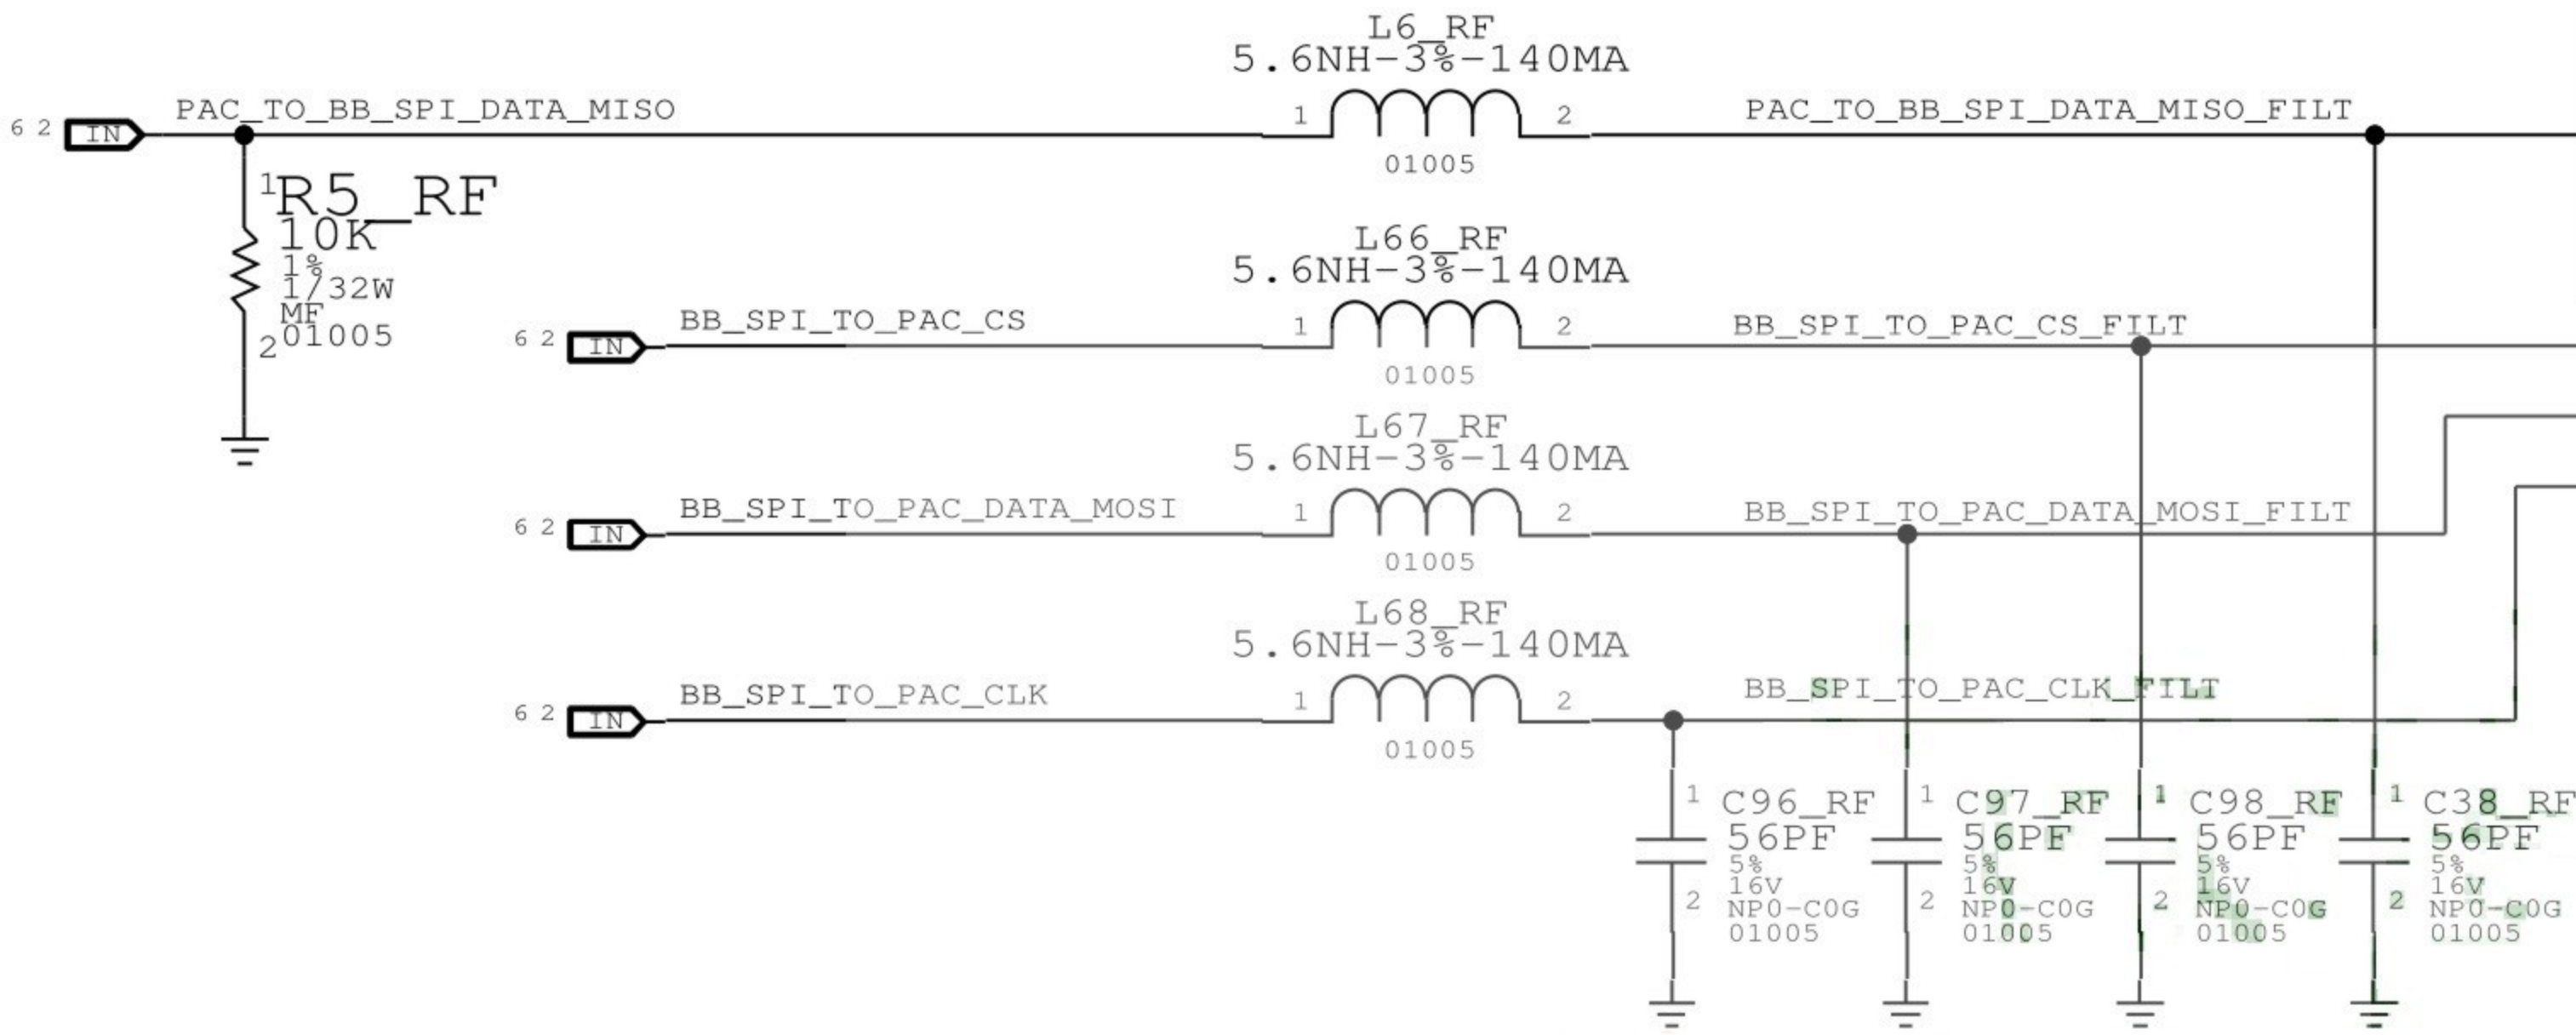 L6_RF
5.6NH-3%-140MA
PAC_TO_BB_SPI_DATA_MISO
PAC_TO_BB_SPI_DATA_MISO_FILT
6 2 IN
1 2
01005
1 R5_RF
10K
1%
1/32W
MF
01005
2
L66_RF
5.6NH-3%-140MA
BB_SPI_TO_PAC_CS
BB_SPI_TO_PAC_CS_FILT
6 2 IN
1 2
01005
L67_RF
5.6NH-3%-140MA
BB_SPI_TO_PAC_DATA_MOSI
BB_SPI_TO_PAC_DATA_MOSI_FILT
6 2 IN
1 2
01005
L68_RF
5.6NH-3%-140MA
BB_SPI_TO_PAC_CLK
BB_SPI_TO_PAC_CLK_FILT
6 2 IN
1 2
01005
1 C96_RF
56PF
5%
16V
2 NP0-C0G
01005
1 C97_RF
56PF
5%
16V
2 NP0-C0G
01005
1 C98_RF
56PF
5%
16V
2 NP0-C0G
01005
1 C38_RF
56PF
5%
16V
2 NP0-C0G
01005